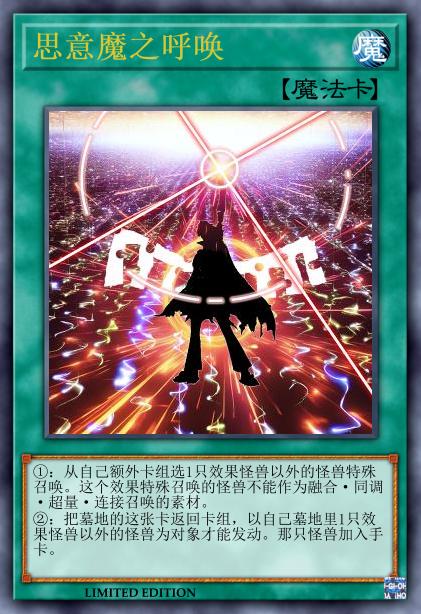 思意魔之呼唤
魔
【魔法卡】
①：从自己额外卡组选1只效果怪兽以外的怪兽特殊
召唤。这个效果特殊召唤的怪兽不能作为融合·同调
·超量·连接召唤的素材。
②：把墓地的这张卡返回卡组，以自己墓地里1只效
果怪兽以外的怪兽为对象才能发动。那只怪兽加入手
卡。
LIMITED EDITION